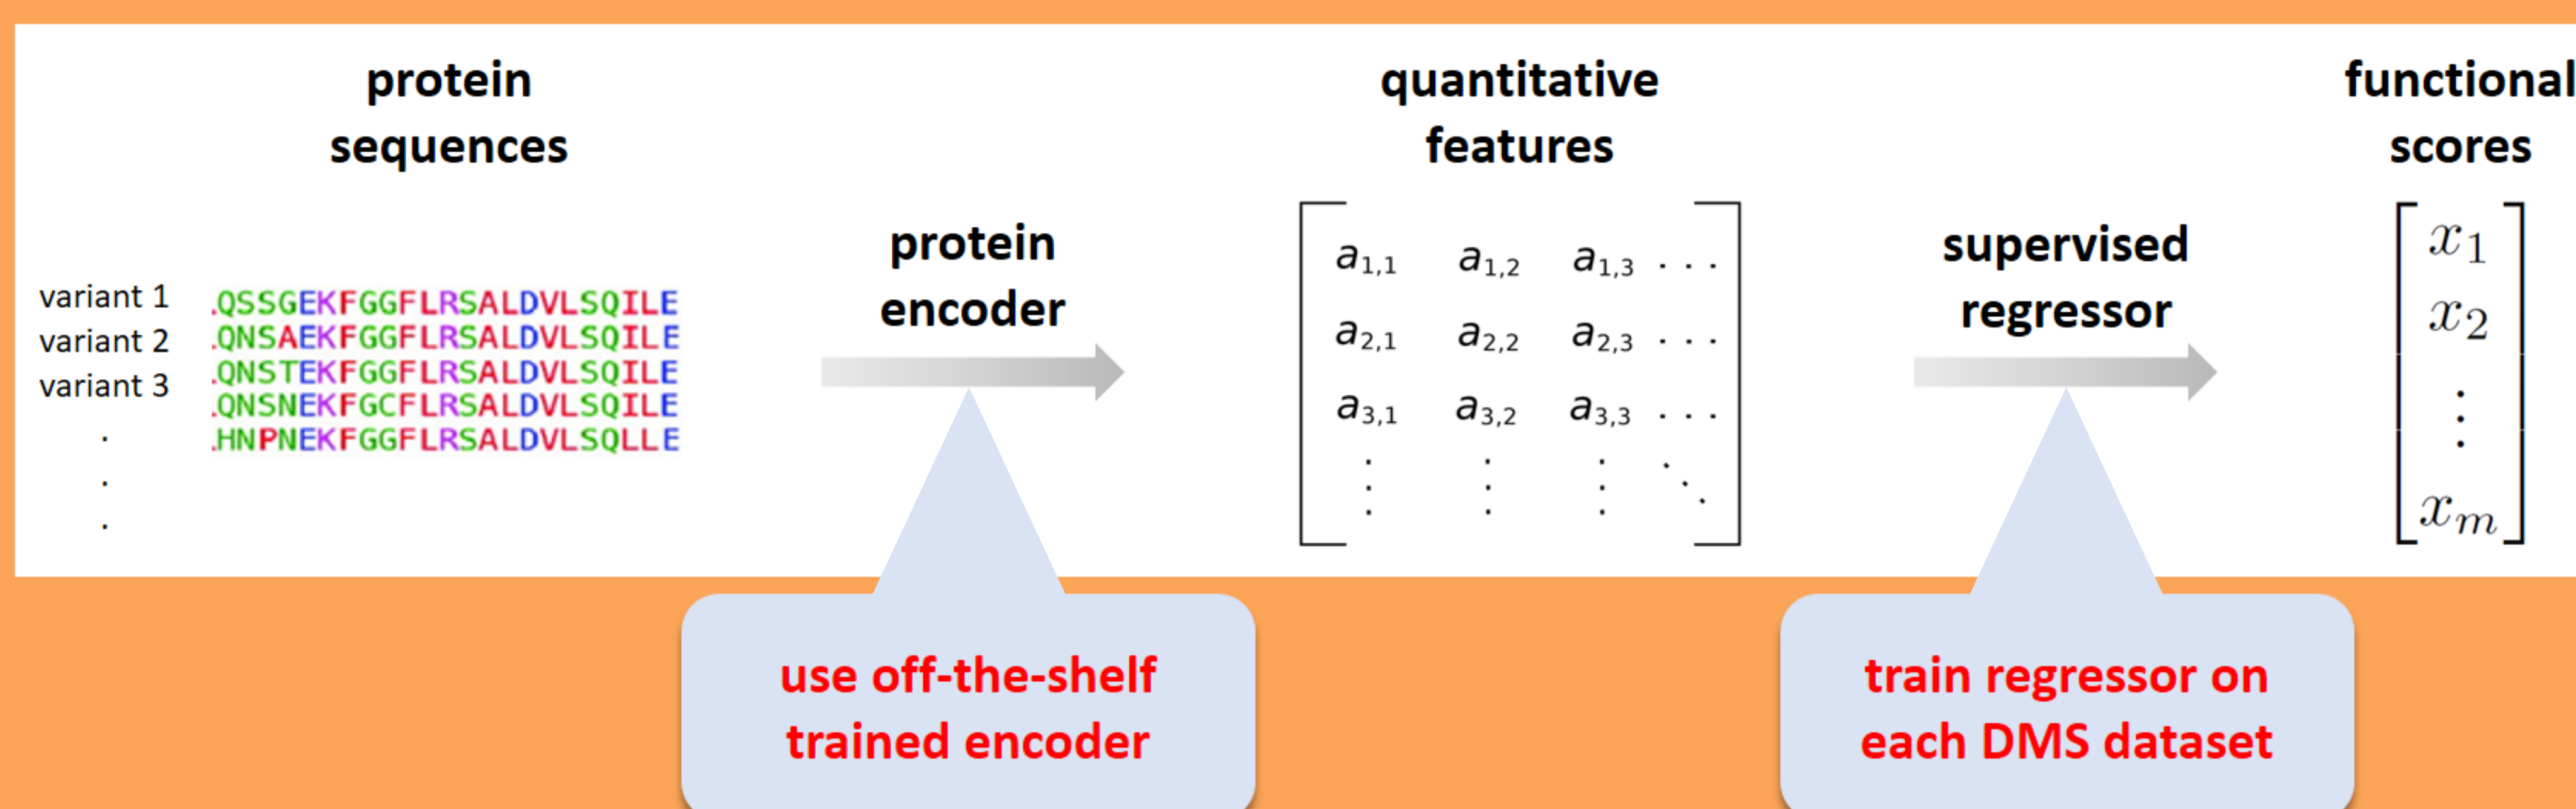 protein
sequences
quantitative
features
functional
scores
protein
encoder
supervised
regressor
variant 1 .QSSGEKFGGFLRSALDVLSQILE
variant 2 .QNSAEKFGGFLRSALDVLSQILE
variant 3 .QNSTEKFGGFLRSALDVLSQILE
.QNSNEKFGCFLRSALDVLSQILE
.HNPNEKFGGFLRSALDVLSQLLE
.
.
.
a1,1 a1,2 a1,3 . . .
a2,1 a2,2 a2,3 . . .
a3,1 a3,2 a3,3 . . .
x1
x2
⋮
xm
use off-the-shelf
trained encoder
train regressor on
each DMS dataset